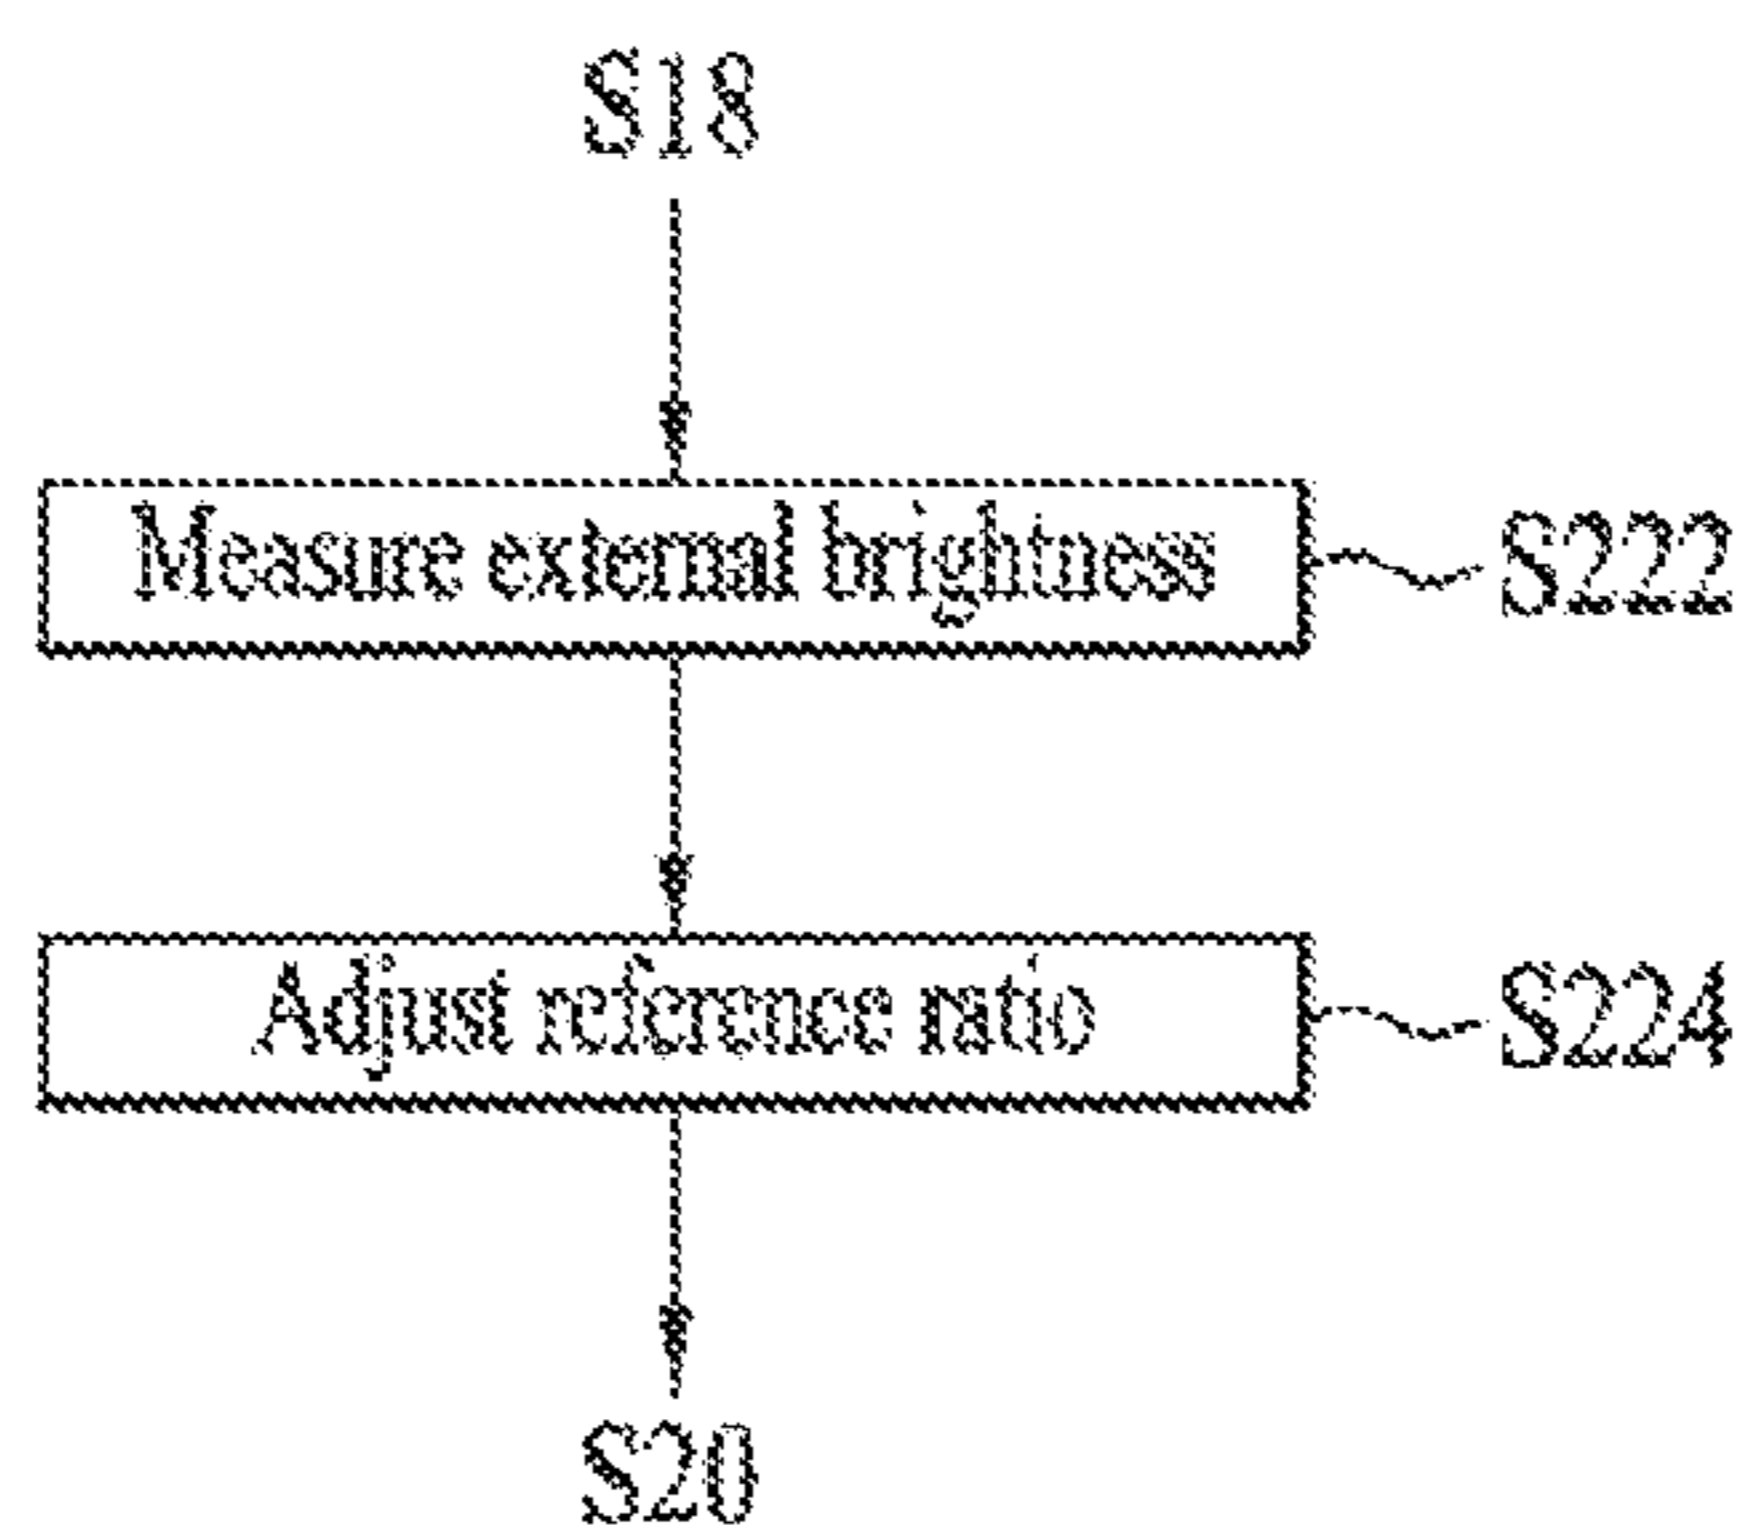 S18
Measure external brightness
S222
Adjust reference ratio
S224
S20